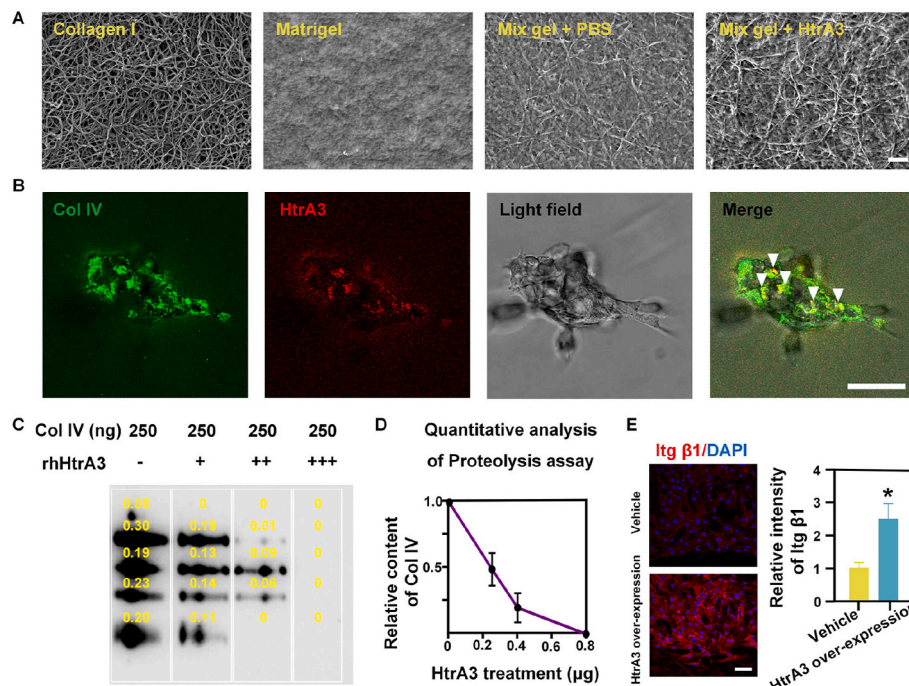 A
Collagen I
Matrigel
Mix gel + PBS
Mix gel + HtrA3
B
Col IV
HtrA3
Light field
Merge
C
Col IV (ng) 250 250 250 250
rhHtrA3 - + ++ +++
0.08 0 0 0
0.30 0.19 0.01 0
0.19 0.13 0.09 0
0.23 0.14 0.06 0
0.20 0.11 0 0
D
Quantitative analysis
of Proteolysis assay
Relative content
of Col IV
1.0
0.5
0 0.2 0.4 0.6 0.8
HtrA3 treatment (μg)
E
Itg β1/DAPI
Vehicle
HtrA3 over-expression
Relative intensity
of Itg β1
4
3
2
1
0
*
Vehicle
HtrA3 over-expression